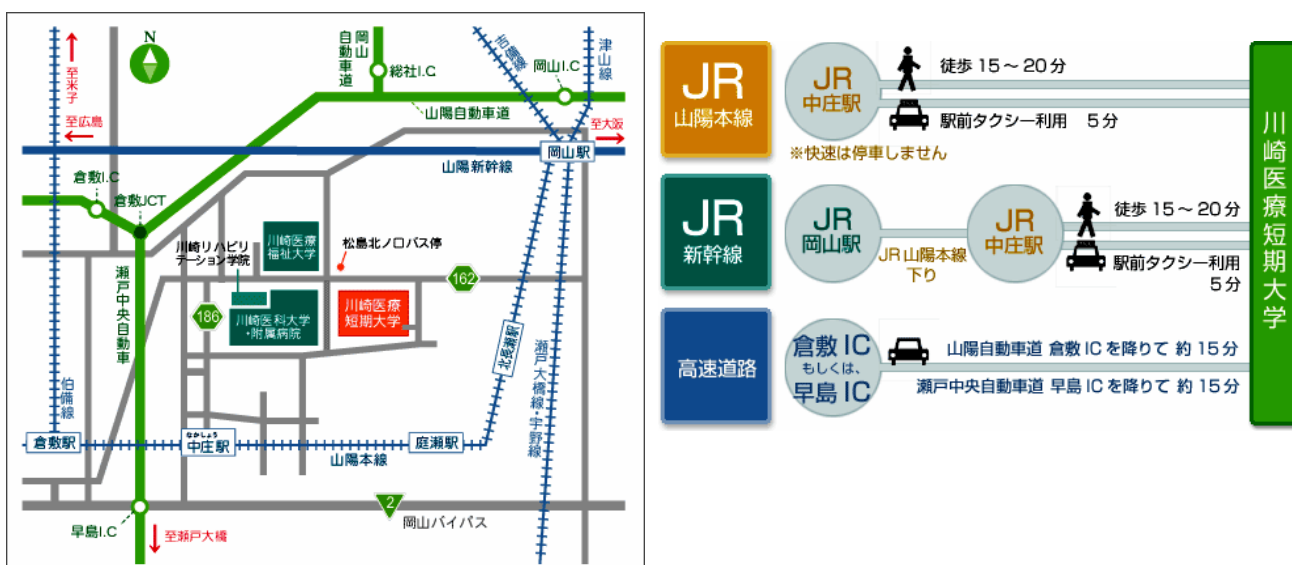 N
至米子
至広島
岡山
自動車道
総社I.C
吉備線
津山線
岡山I.C
山陽自動車道
至大阪
岡山駅
山陽新幹線
倉敷I.C
倉敷JCT
川崎リハビリ
テーション学院
川崎医療
福祉大学
松島北ノロバス停
162
186
川崎医科大学
・附属病院
川崎医療
短期大学
瀬戸中央自動車
北長瀬駅
瀬戸大橋線・宇野線
伯備線
倉敷駅
なかしょう
中庄駅
庭瀬駅
山陽本線
2
岡山バイパス
早島I.C
至瀬戸大橋
JR
山陽本線
JR
中庄駅
徒歩 15～20分
駅前タクシー利用 5分
※快速は停車しません
JR
新幹線
JR
岡山駅
JR山陽本線
下り
JR
中庄駅
徒歩 15～20分
駅前タクシー利用
5分
高速道路
倉敷 IC
もしくは、
早島 IC
山陽自動車道 倉敷 ICを降りて 約15分
瀬戸中央自動車道 早島 ICを降りて 約15分
川崎医療短期大学